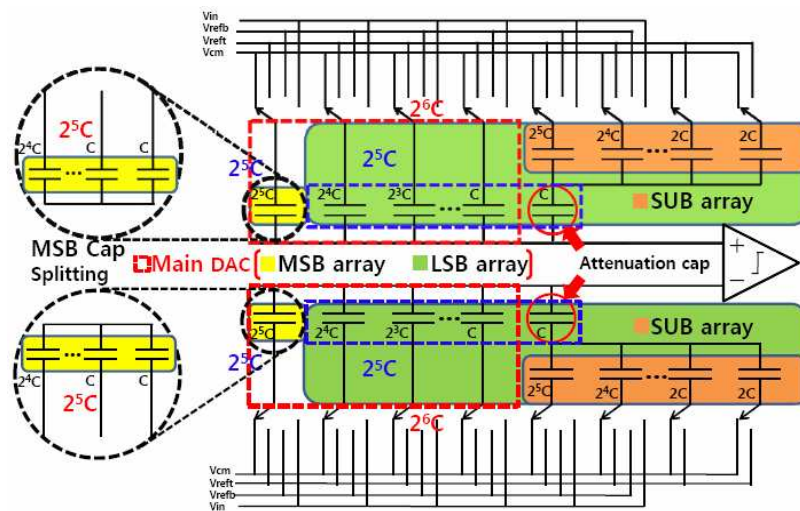 Vin
Vrefb
Vreft
Vcm
2⁶C
2⁵C
2⁴C C C
2⁵C 2⁵C
2⁵C 2⁴C 2C 2C
2⁵C 2⁴C 2³C C C
SUB array
MSB Cap
Splitting
Main DAC MSB array LSB array
Attenuation cap
+
−
SUB array
2⁵C 2⁴C 2³C C C
2⁴C C C
2⁵C
2⁵C 2⁵C
2⁵C 2⁴C 2C 2C
2⁶C
Vcm
Vreft
Vrefb
Vin